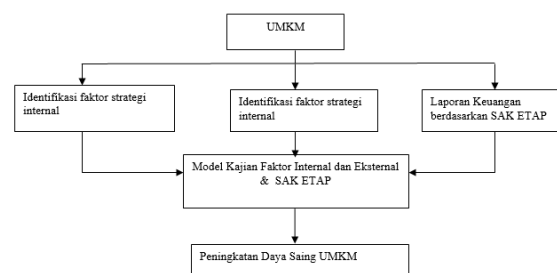 UMKM
Identifikasi faktor strategi
internal
Identifikasi faktor strategi
internal
Laporan Keuangan
berdasarkan SAK ETAP
Model Kajian Faktor Internal dan Eksternal
& SAK ETAP
Peningkatan Daya Saing UMKM